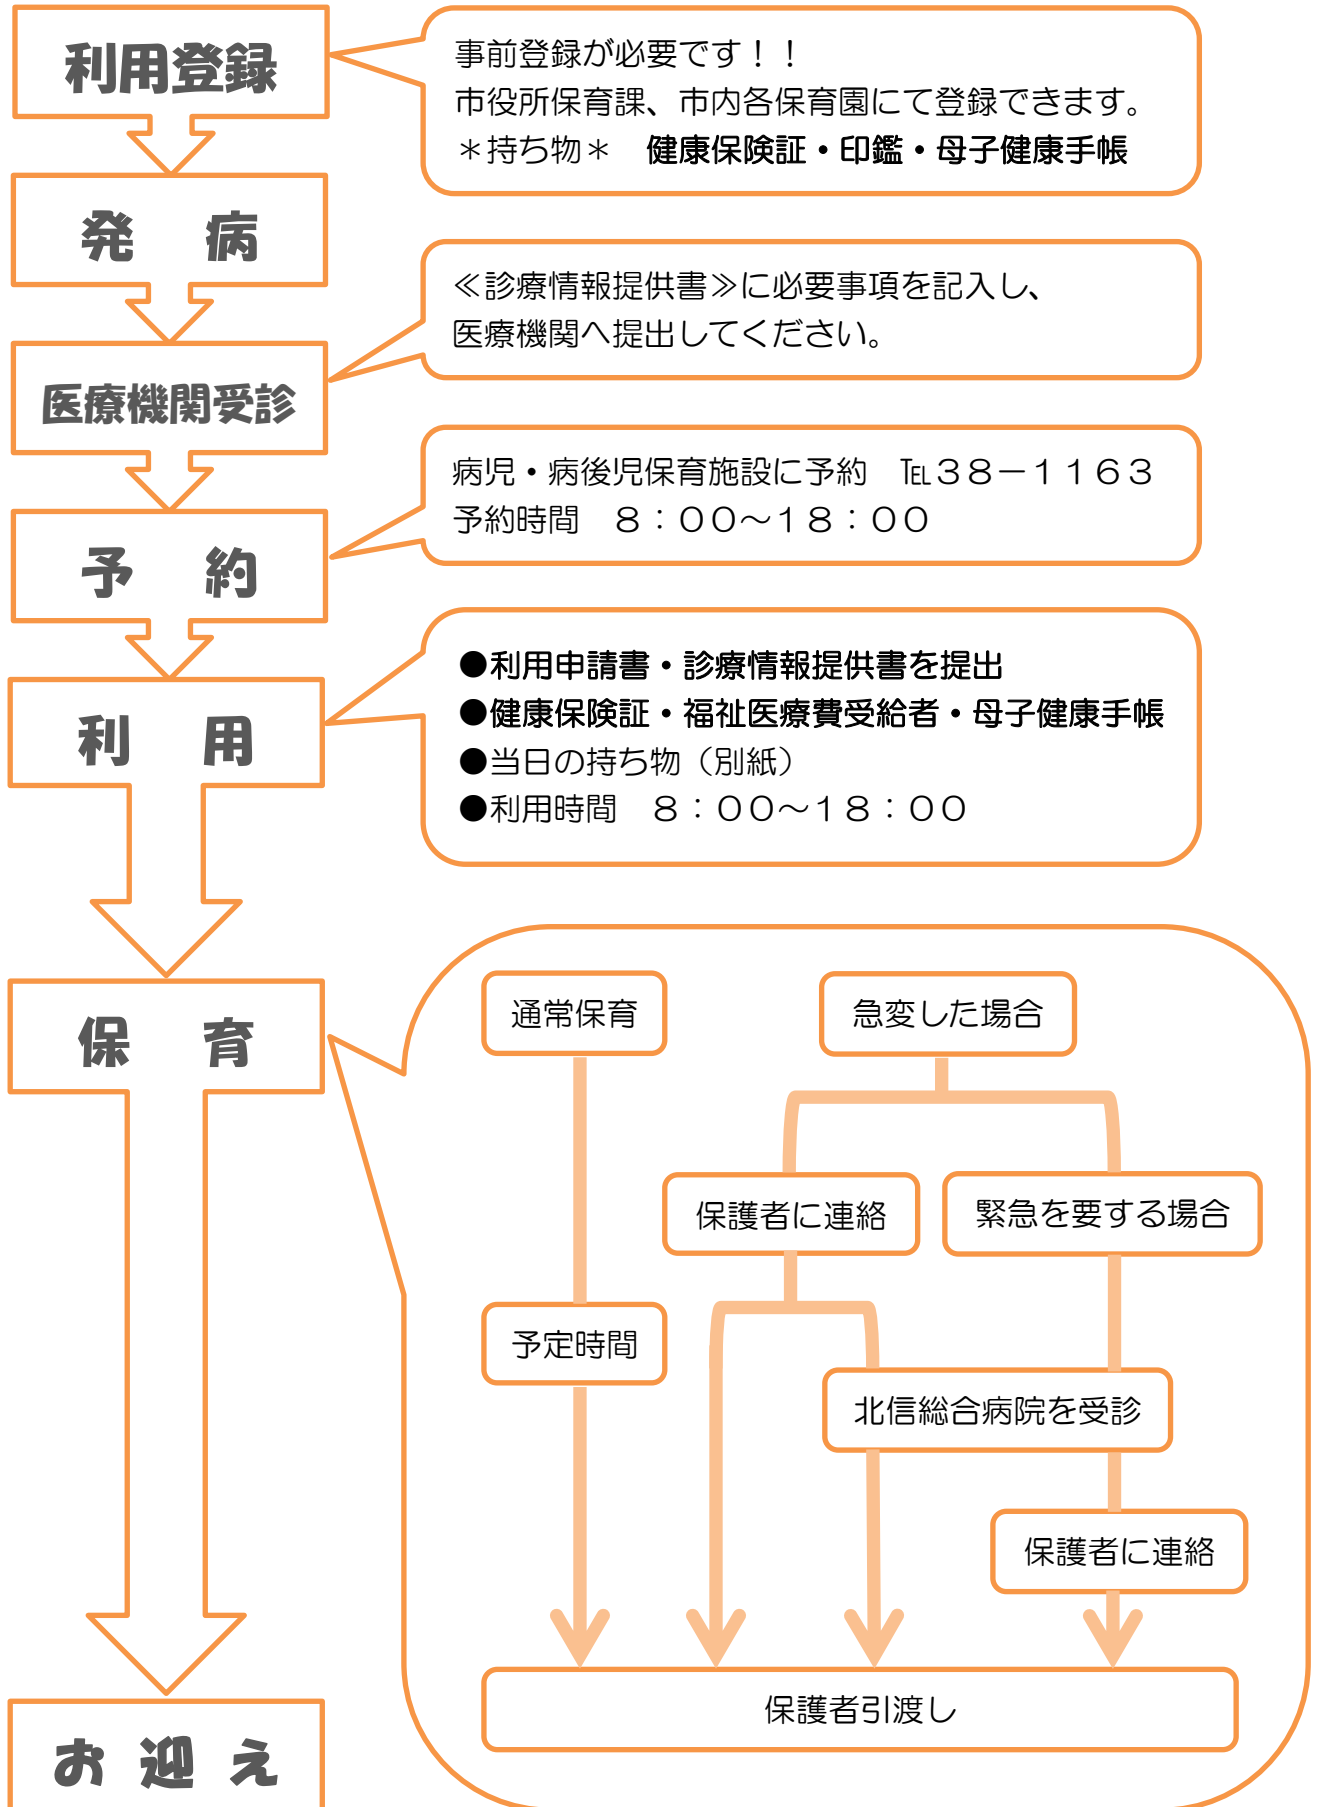 利用登録
事前登録が必要です！！
市役所保育課、市内各保育園にて登録できます。
＊持ち物＊　健康保険証・印鑑・母子健康手帳
発　病
≪診療情報提供書≫に必要事項を記入し、
医療機関へ提出してください。
医療機関受診
病児・病後児保育施設に予約　℡３８－１１６３
予約時間　８：００～１８：００
予　約
●利用申請書・診療情報提供書を提出
●健康保険証・福祉医療費受給者・母子健康手帳
●当日の持ち物（別紙）
●利用時間　８：００～１８：００
利　用
保　育
通常保育
急変した場合
保護者に連絡
緊急を要する場合
予定時間
北信総合病院を受診
保護者に連絡
保護者引渡し
お迎え